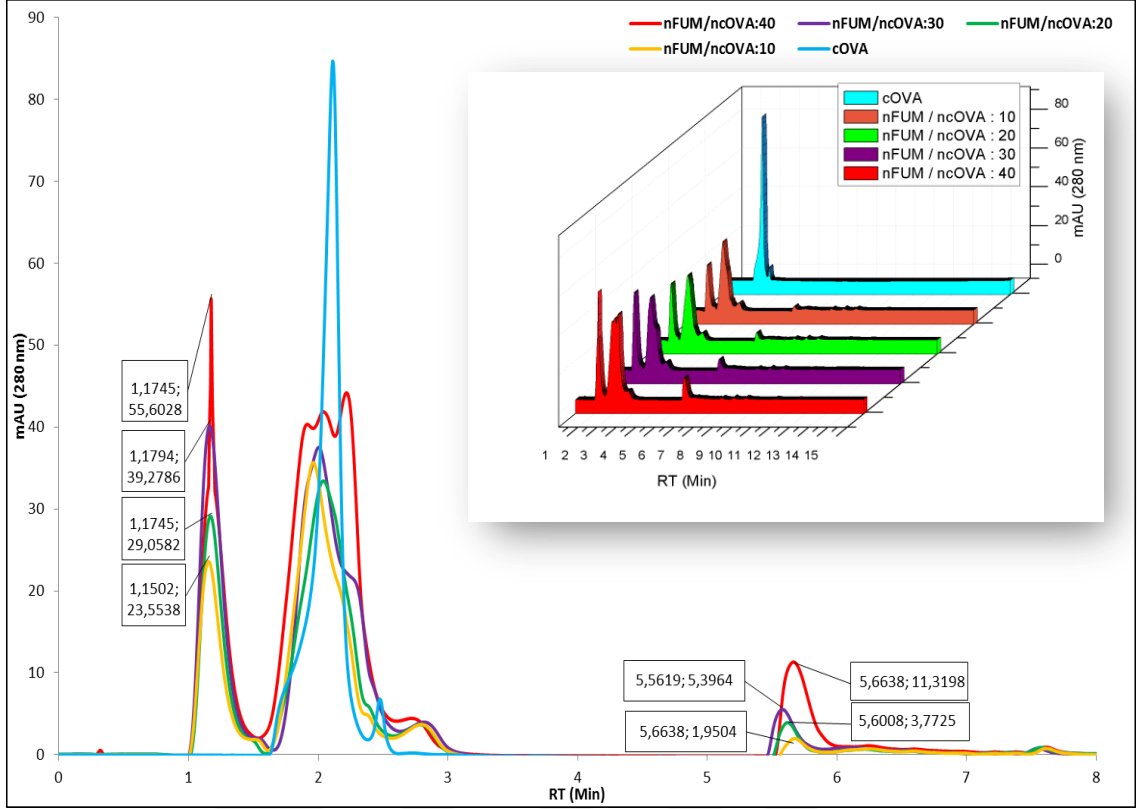 nFUM/ncOVA:40 nFUM/ncOVA:30 nFUM/ncOVA:20
nFUM/ncOVA:10 cOVA
90
80
70
60
50
40
30
20
10
0
mAU (280 nm)
0 1 2 3 4 5 6 7 8
RT (Min)
1,1745;
55,6028
1,1794;
39,2786
1,1745;
29,0582
1,1502;
23,5538
5,5619; 5,3964
5,6638; 1,9504
5,6638; 11,3198
5,6008; 3,7725
cOVA
nFUM / ncOVA : 10
nFUM / ncOVA : 20
nFUM / ncOVA : 30
nFUM / ncOVA : 40
80
60
40
20
0
mAU (280 nm)
1 2 3 4 5 6 7 8 9 10 11 12 13 14 15
RT (Min)